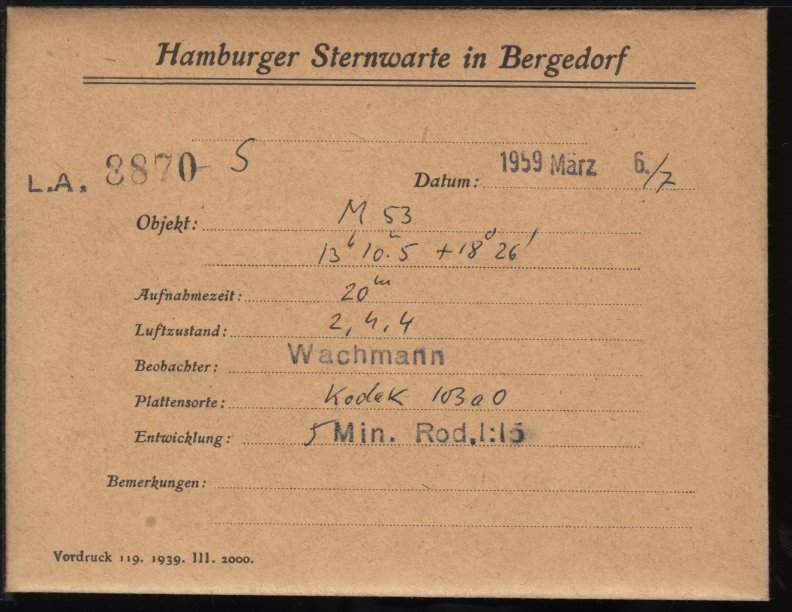 Hamburger Sternwarte in Bergedorf
L.A. 3870 S
Datum: 1959 März 6./7
Objekt: M 53
13ʰ 10ᵐ.5 +18° 26'
Aufnahmezeit: 20ᵐ
Luftzustand: 2, 4, 4
Beobachter: Wachmann
Plattensorte: Kodak 103a0
Entwicklung: 5 Min. Rod.1:15
Bemerkungen:
Vordruck 119. 1939. III. 2000.